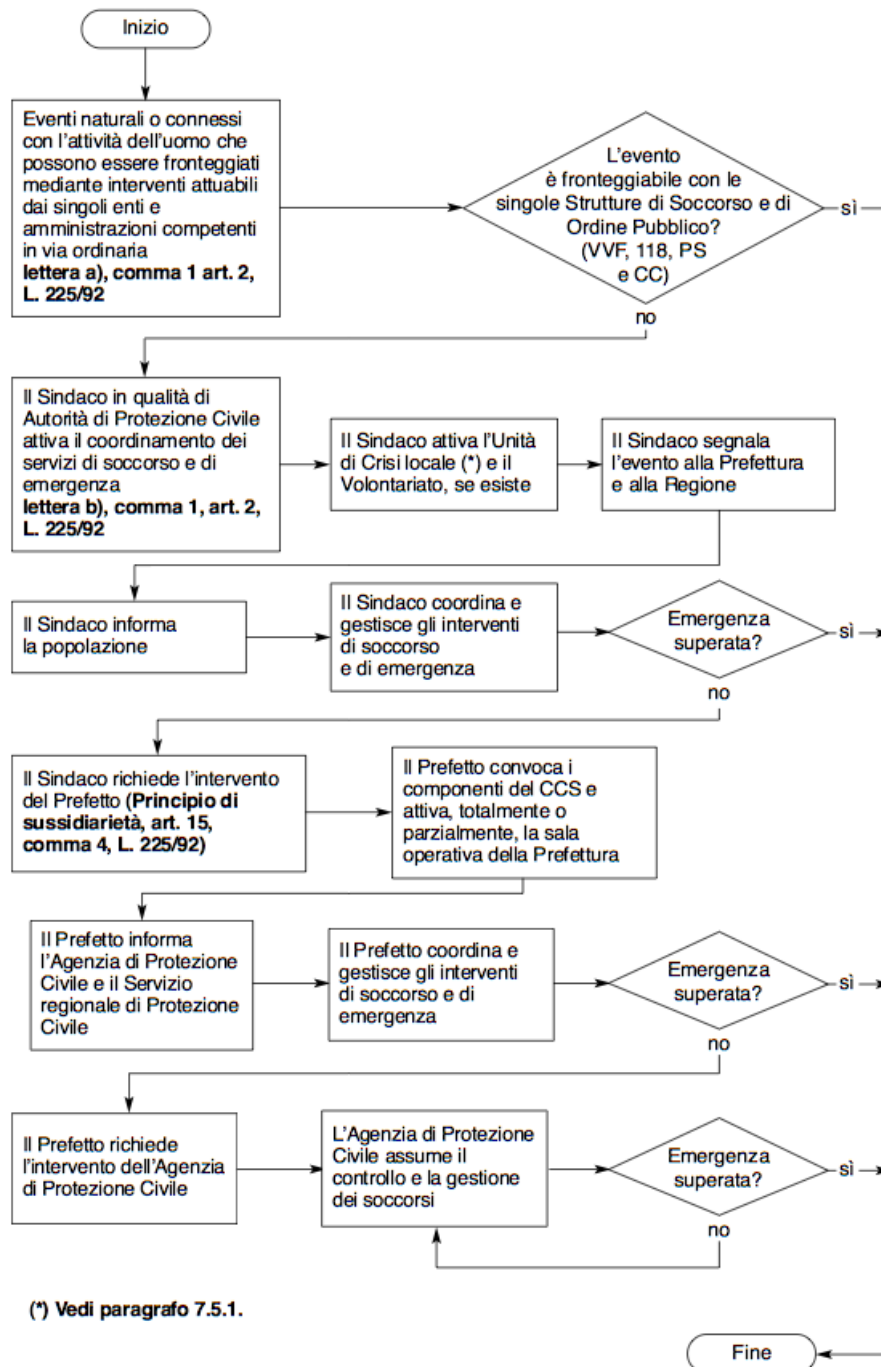 Inizio
Eventi naturali o connessi
con l'attività dell'uomo che
possono essere fronteggiati
mediante interventi attuabili
dai singoli enti e
amministrazioni competenti
in via ordinaria
lettera a), comma 1 art. 2,
L. 225/92
L'evento
è fronteggiabile con le
singole Strutture di Soccorso e di
Ordine Pubblico?
(VVF, 118, PS
e CC)
sì
no
Il Sindaco in qualità di
Autorità di Protezione Civile
attiva il coordinamento dei
servizi di soccorso e di
emergenza
lettera b), comma 1, art. 2,
L. 225/92
Il Sindaco attiva l'Unità
di Crisi locale (*) e il
Volontariato, se esiste
Il Sindaco segnala
l'evento alla Prefettura
e alla Regione
Il Sindaco informa
la popolazione
Il Sindaco coordina e
gestisce gli interventi
di soccorso
e di emergenza
Emergenza
superata?
sì
no
Il Sindaco richiede l'intervento
del Prefetto (Principio di
sussidiarietà, art. 15,
comma 4, L. 225/92)
Il Prefetto convoca i
componenti del CCS e
attiva, totalmente o
parzialmente, la sala
operativa della Prefettura
Il Prefetto informa
l'Agenzia di Protezione
Civile e il Servizio
regionale di Protezione
Civile
Il Prefetto coordina e
gestisce gli interventi
di soccorso e di
emergenza
Emergenza
superata?
sì
no
Il Prefetto richiede
l'intervento dell'Agenzia
di Protezione Civile
L'Agenzia di Protezione
Civile assume il
controllo e la gestione
dei soccorsi
Emergenza
superata?
sì
no
(*) Vedi paragrafo 7.5.1.
Fine